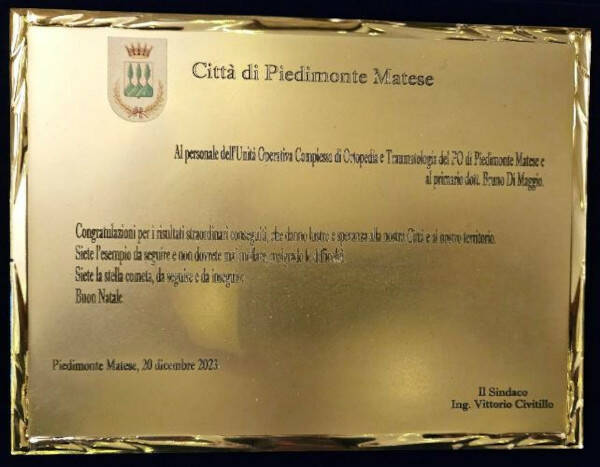 Città di Piedimonte Matese
Al personale dell'Unità Operativa Complessa di Ortopedia e Traumatologia del PO di Piedimonte Matese e
al primario dott. Bruno Di Maggio.
Congratulazioni per i risultati straordinari conseguiti, che danno lustro e speranza alla nostra Città e al nostro territorio.
Siete l'esempio da seguire e non dovrete mai mollare, le difficoltà.
Siete la stella cometa, da seguire e da inseguire.
Buon Natale
Piedimonte Matese, 20 dicembre 2023
Il Sindaco
Ing. Vittorio Civitillo